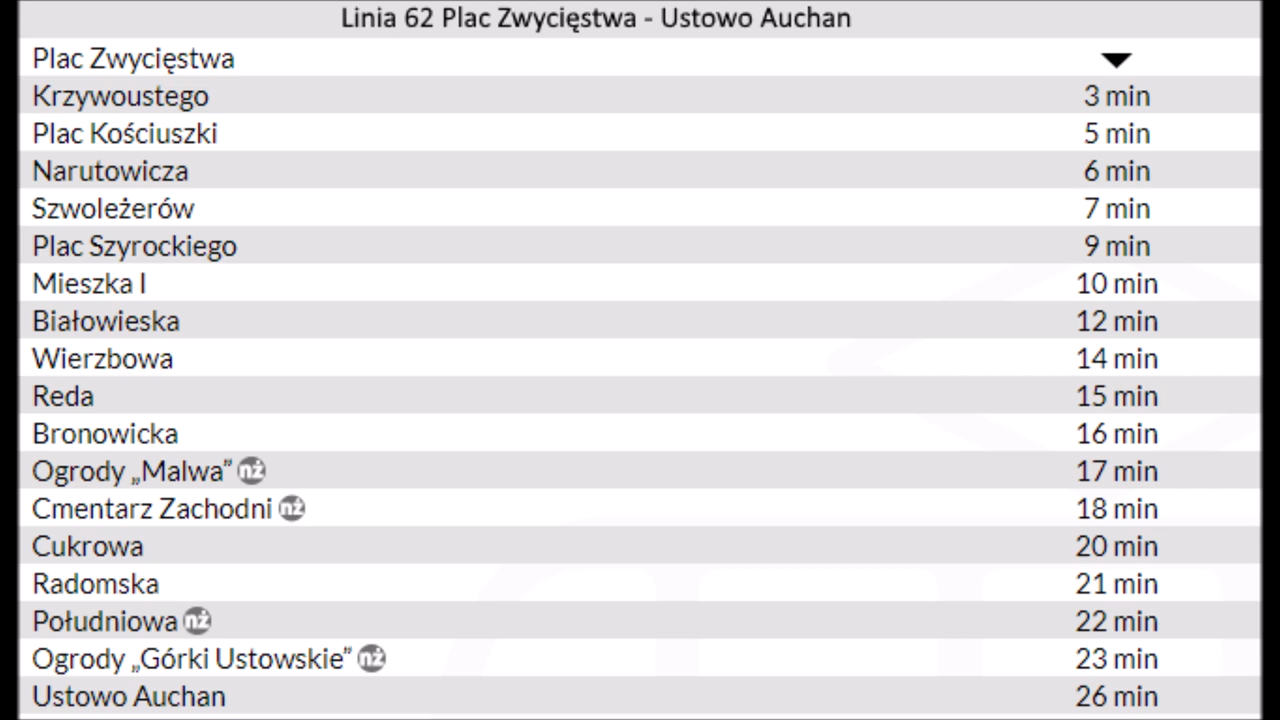 Linia 62 Plac Zwycięstwa - Ustowo Auchan
Plac Zwycięstwa
Krzywoustego 3 min
Plac Kościuszki 5 min
Narutowicza 6 min
Szwoleżerów 7 min
Plac Szyrockiego 9 min
Mieszka I 10 min
Białowieska 12 min
Wierzbowa 14 min
Reda 15 min
Bronowicka 16 min
Ogrody „Malwa” nż 17 min
Cmentarz Zachodni nż 18 min
Cukrowa 20 min
Radomska 21 min
Południowa nż 22 min
Ogrody „Górki Ustowskie” nż 23 min
Ustowo Auchan 26 min